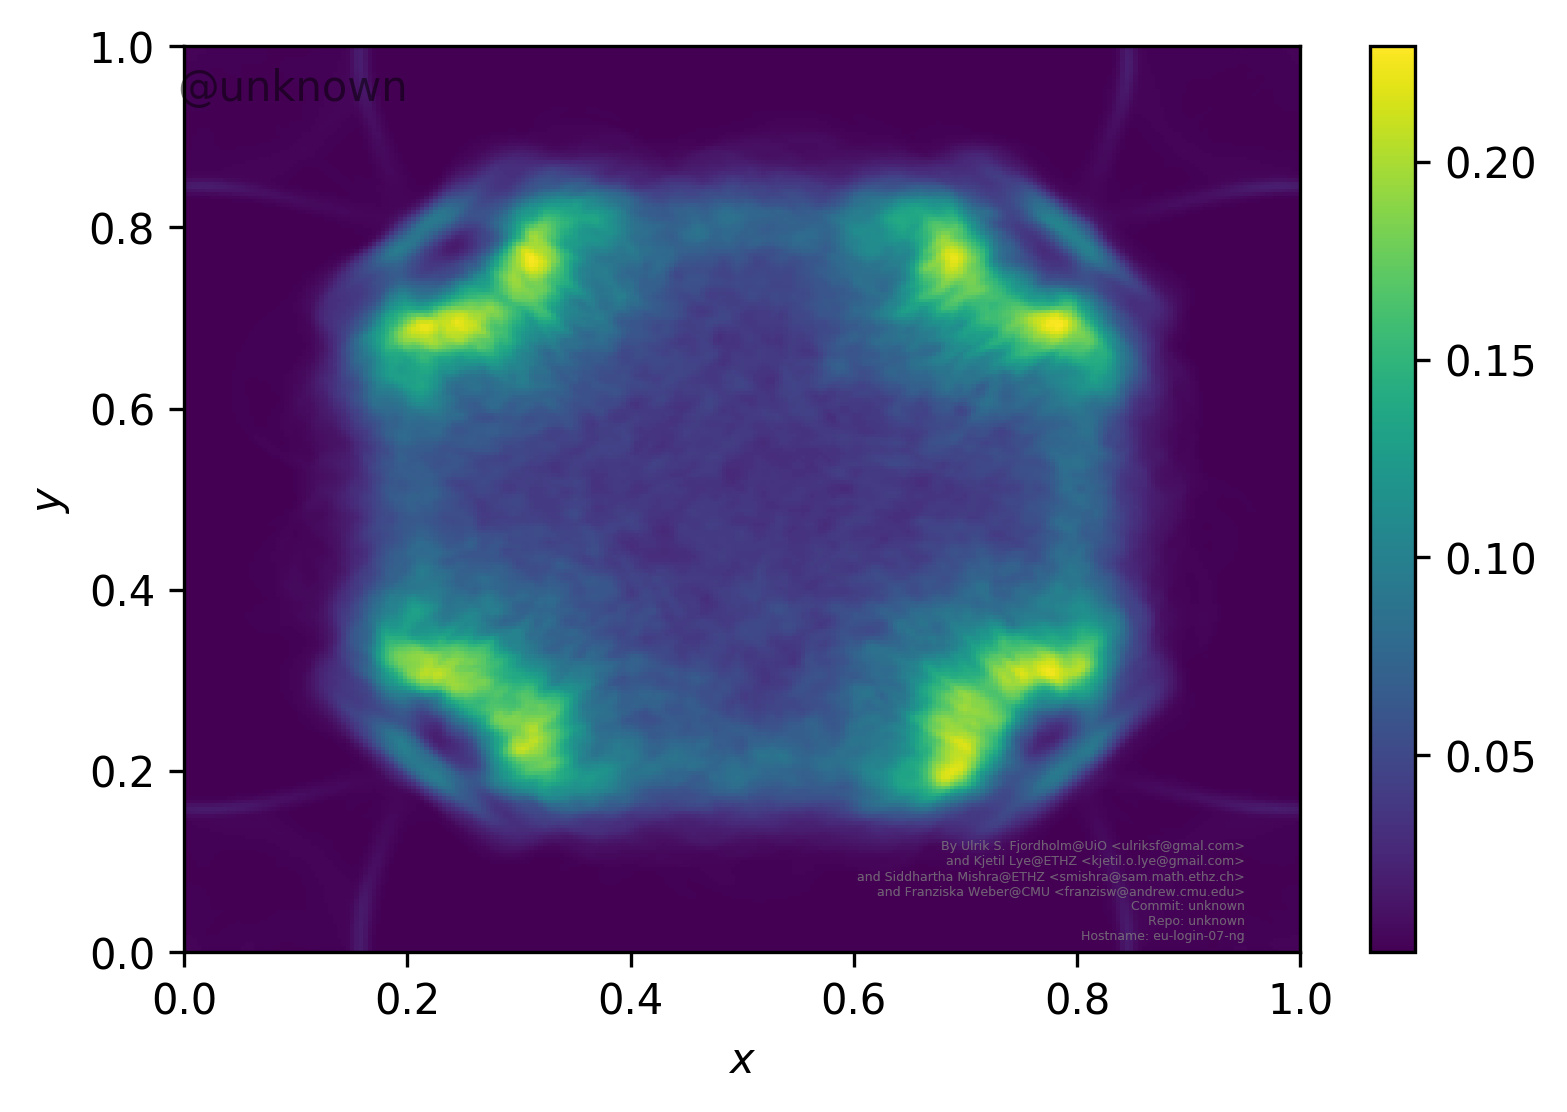 @unknown
1.0
0.8
0.6
0.4
0.2
0.0
y
0.0 0.2 0.4 0.6 0.8 1.0
x
0.20
0.15
0.10
0.05
By Ulrik S. Fjordholm@UiO <ulriksf@gmal.com>
and Kjetil Lye@ETHZ <kjetil.o.lye@gmail.com>
and Siddhartha Mishra@ETHZ <smishra@sam.math.ethz.ch>
and Franziska Weber@CMU <franzisw@andrew.cmu.edu>
Commit: unknown
Repo: unknown
Hostname: eu-login-07-ng